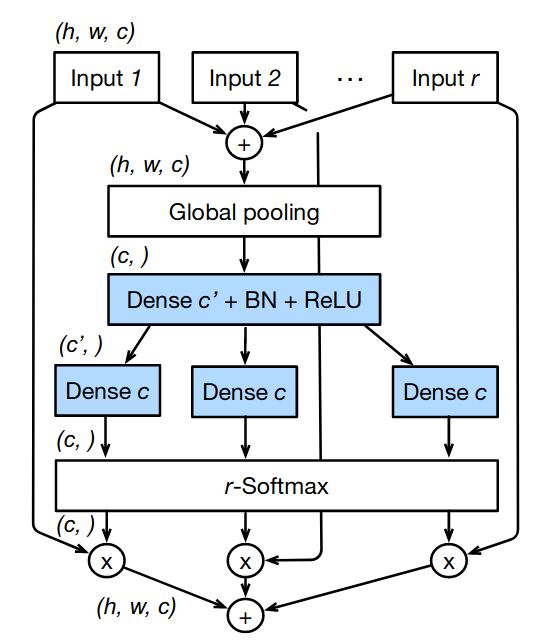 (h, w, c)
Input 1
Input 2
...
Input r
+
(h, w, c)
Global pooling
(c, )
Dense c’ + BN + ReLU
(c’, )
Dense c
Dense c
Dense c
(c, )
r-Softmax
(c, )
x
x
x
(h, w, c)
+